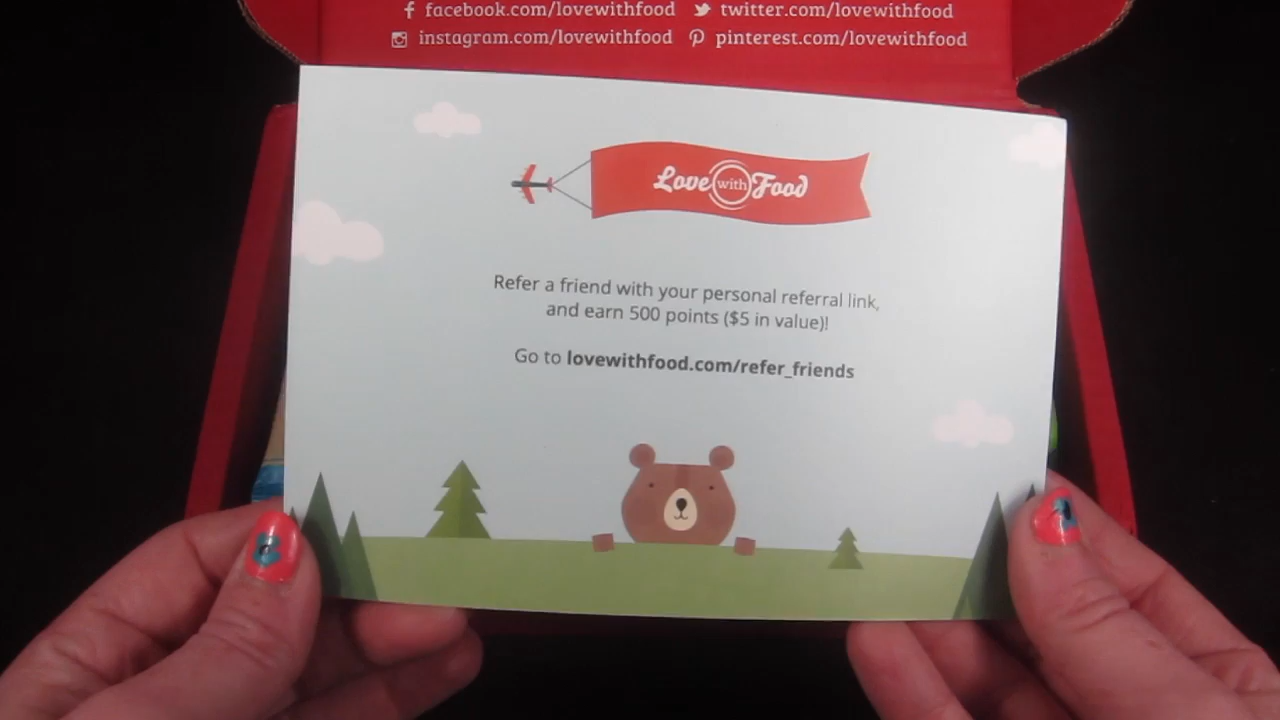 facebook.com/lovewithfood twitter.com/lovewithfood
instagram.com/lovewithfood pinterest.com/lovewithfood
Love with Food
Refer a friend with your personal referral link,
and earn 500 points ($5 in value)!
Go to lovewithfood.com/refer_friends